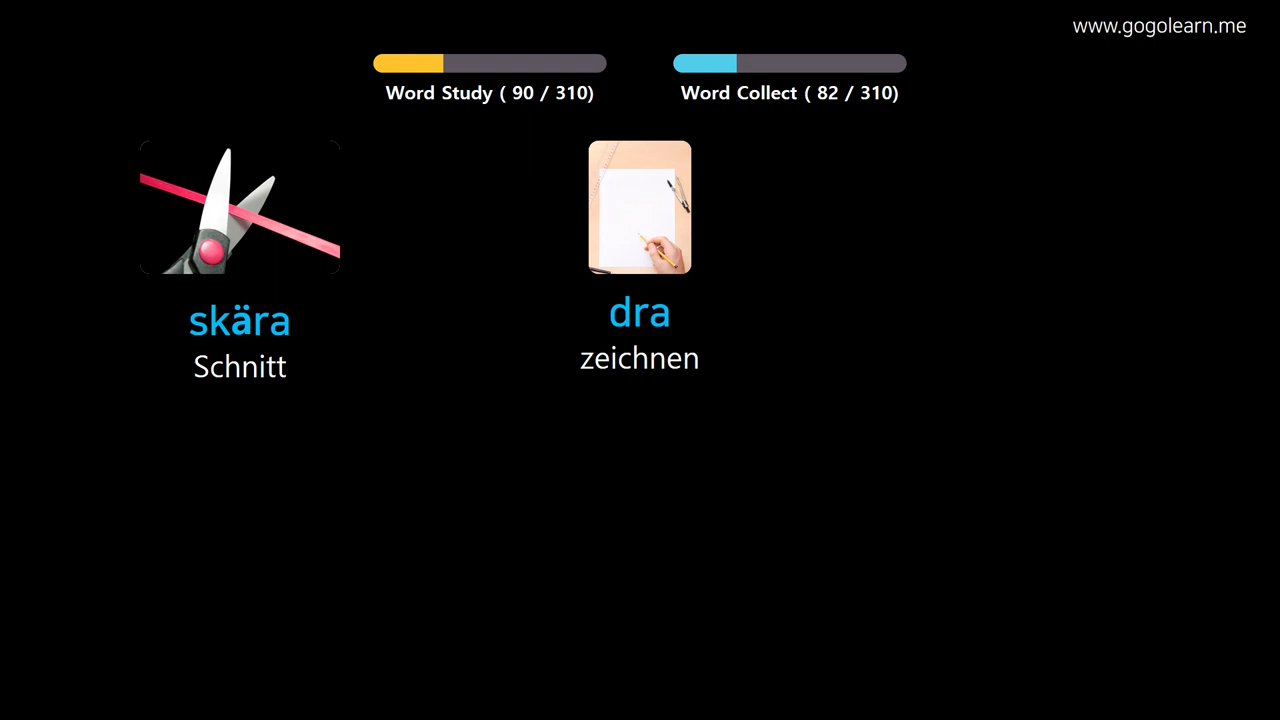 www.gogolearn.me
Word Study ( 90 / 310)
Word Collect ( 82 / 310)
skära
Schnitt
dra
zeichnen